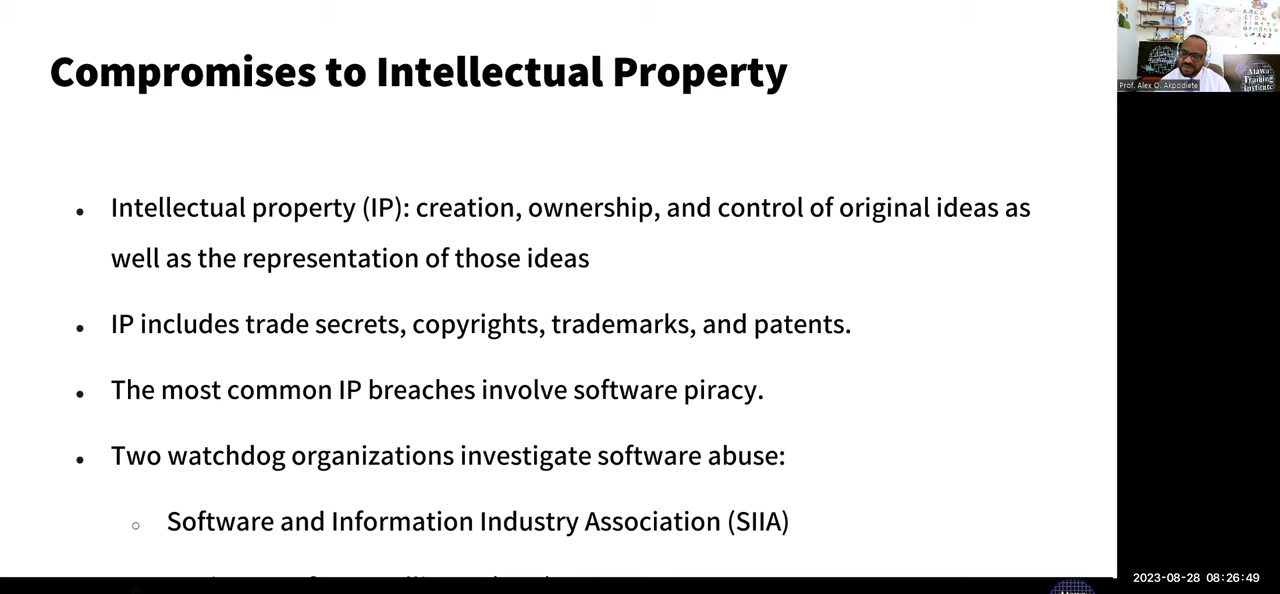 Compromises to Intellectual Property
• Intellectual property (IP): creation, ownership, and control of original ideas as
well as the representation of those ideas
• IP includes trade secrets, copyrights, trademarks, and patents.
• The most common IP breaches involve software piracy.
• Two watchdog organizations investigate software abuse:
○ Software and Information Industry Association (SIIA)
Prof. Alex O. Akpodiete
Atawa
Training
Institute
2023-08-28 08:26:49